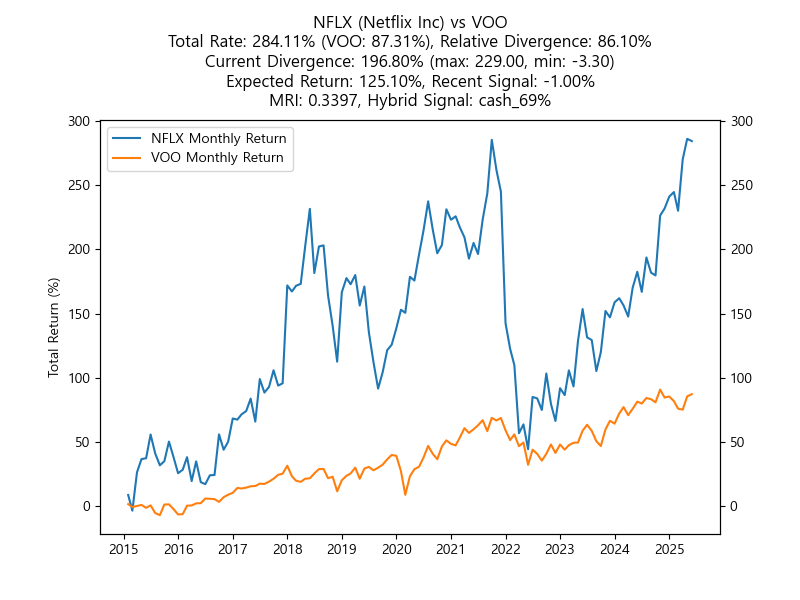 NFLX (Netflix Inc) vs VOO
Total Rate: 284.11% (VOO: 87.31%), Relative Divergence: 86.10%
Current Divergence: 196.80% (max: 229.00, min: -3.30)
Expected Return: 125.10%, Recent Signal: -1.00%
MRI: 0.3397, Hybrid Signal: cash_69%
NFLX Monthly Return
VOO Monthly Return
Total Return (%)
300 300
250 250
200 200
150 150
100 100
50 50
0 0
2015 2016 2017 2018 2019 2020 2021 2022 2023 2024 2025